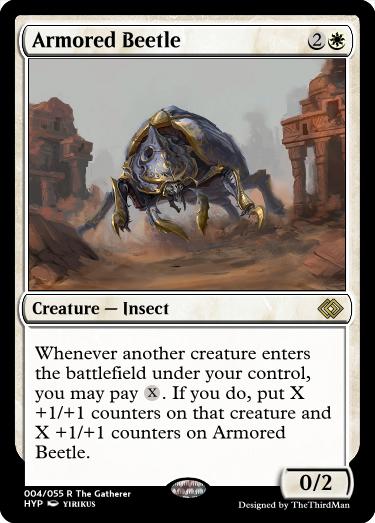 Armored Beetle 2
Creature — Insect
Whenever another creature enters
the battlefield under your control,
you may pay X. If you do, put X
+1/+1 counters on that creature and
X +1/+1 counters on Armored
Beetle.
0/2
004/055 R The Gatherer
HYP YIRIKUS
Designed by TheThirdMan